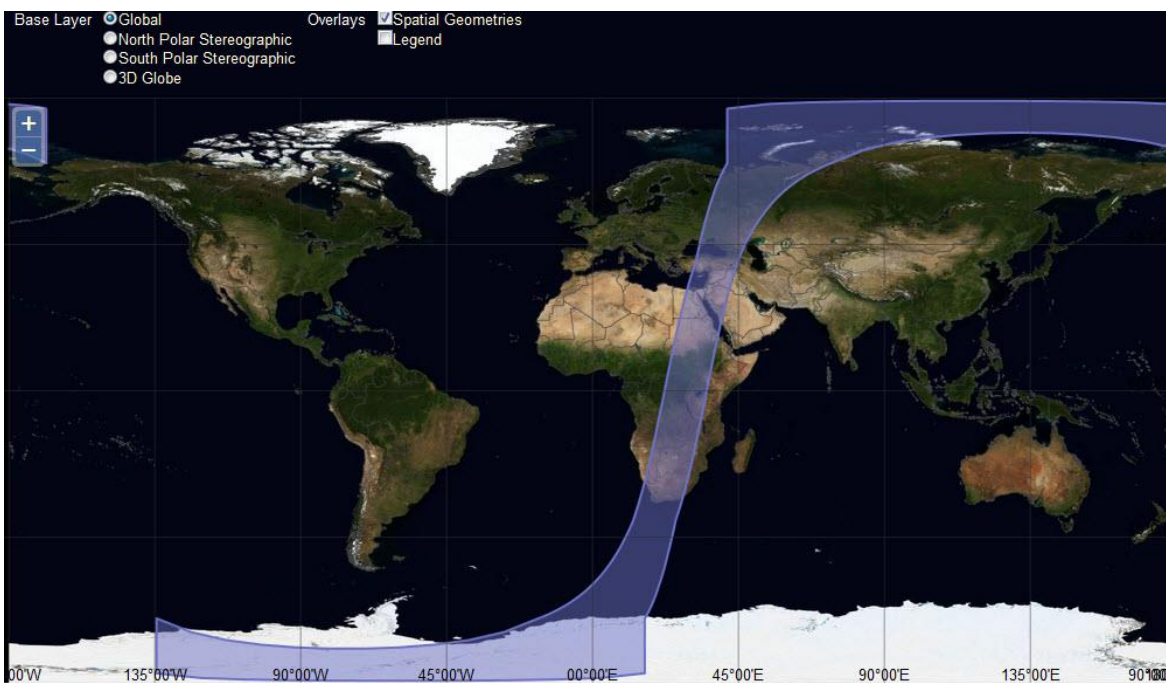 Base Layer Global Overlays Spatial Geometries
North Polar Stereographic Legend
South Polar Stereographic
3D Globe
+
−
00'W 135°00'W 90°00'W 45°00'W 00°00'E 45°00'E 90°00'E 135°00'E